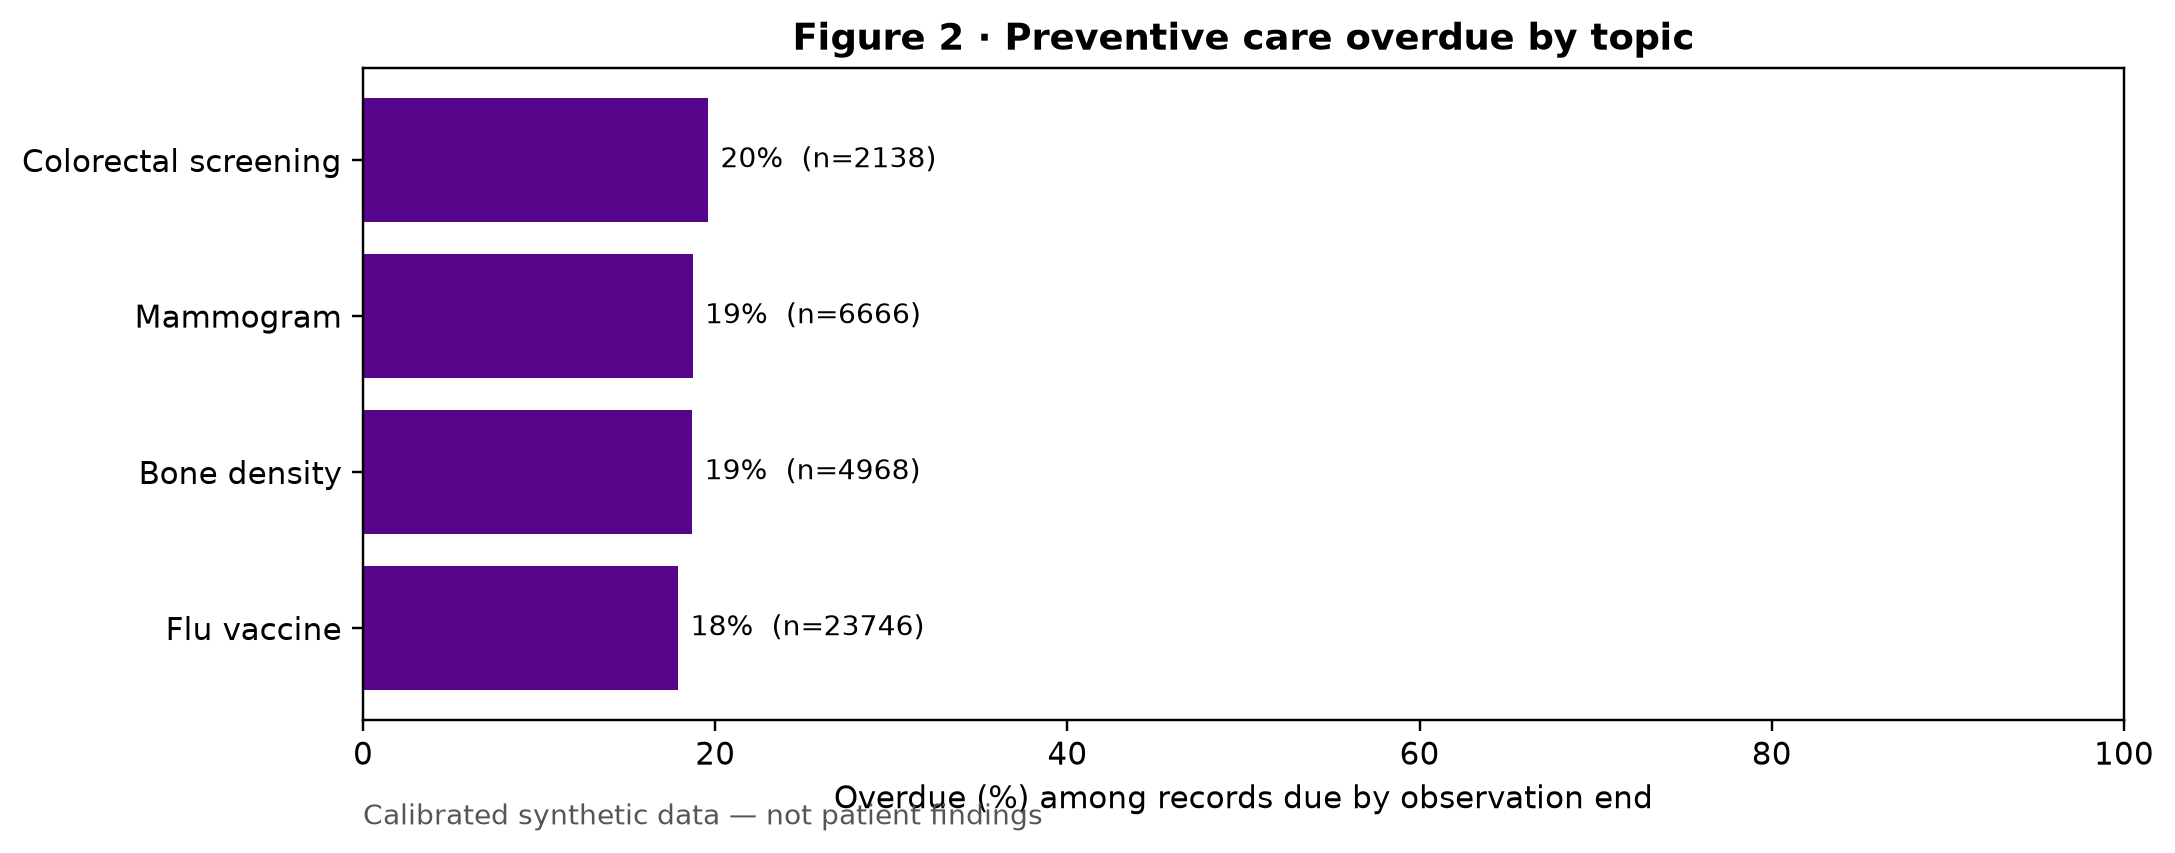 Figure 2 · Preventive care overdue by topic
Colorectal screening
20%  (n=2138)
Mammogram
19%  (n=6666)
Bone density
19%  (n=4968)
Flu vaccine
18%  (n=23746)
0 20 40 60 80 100
Overdue (%) among records due by observation end
Calibrated synthetic data — not patient findings